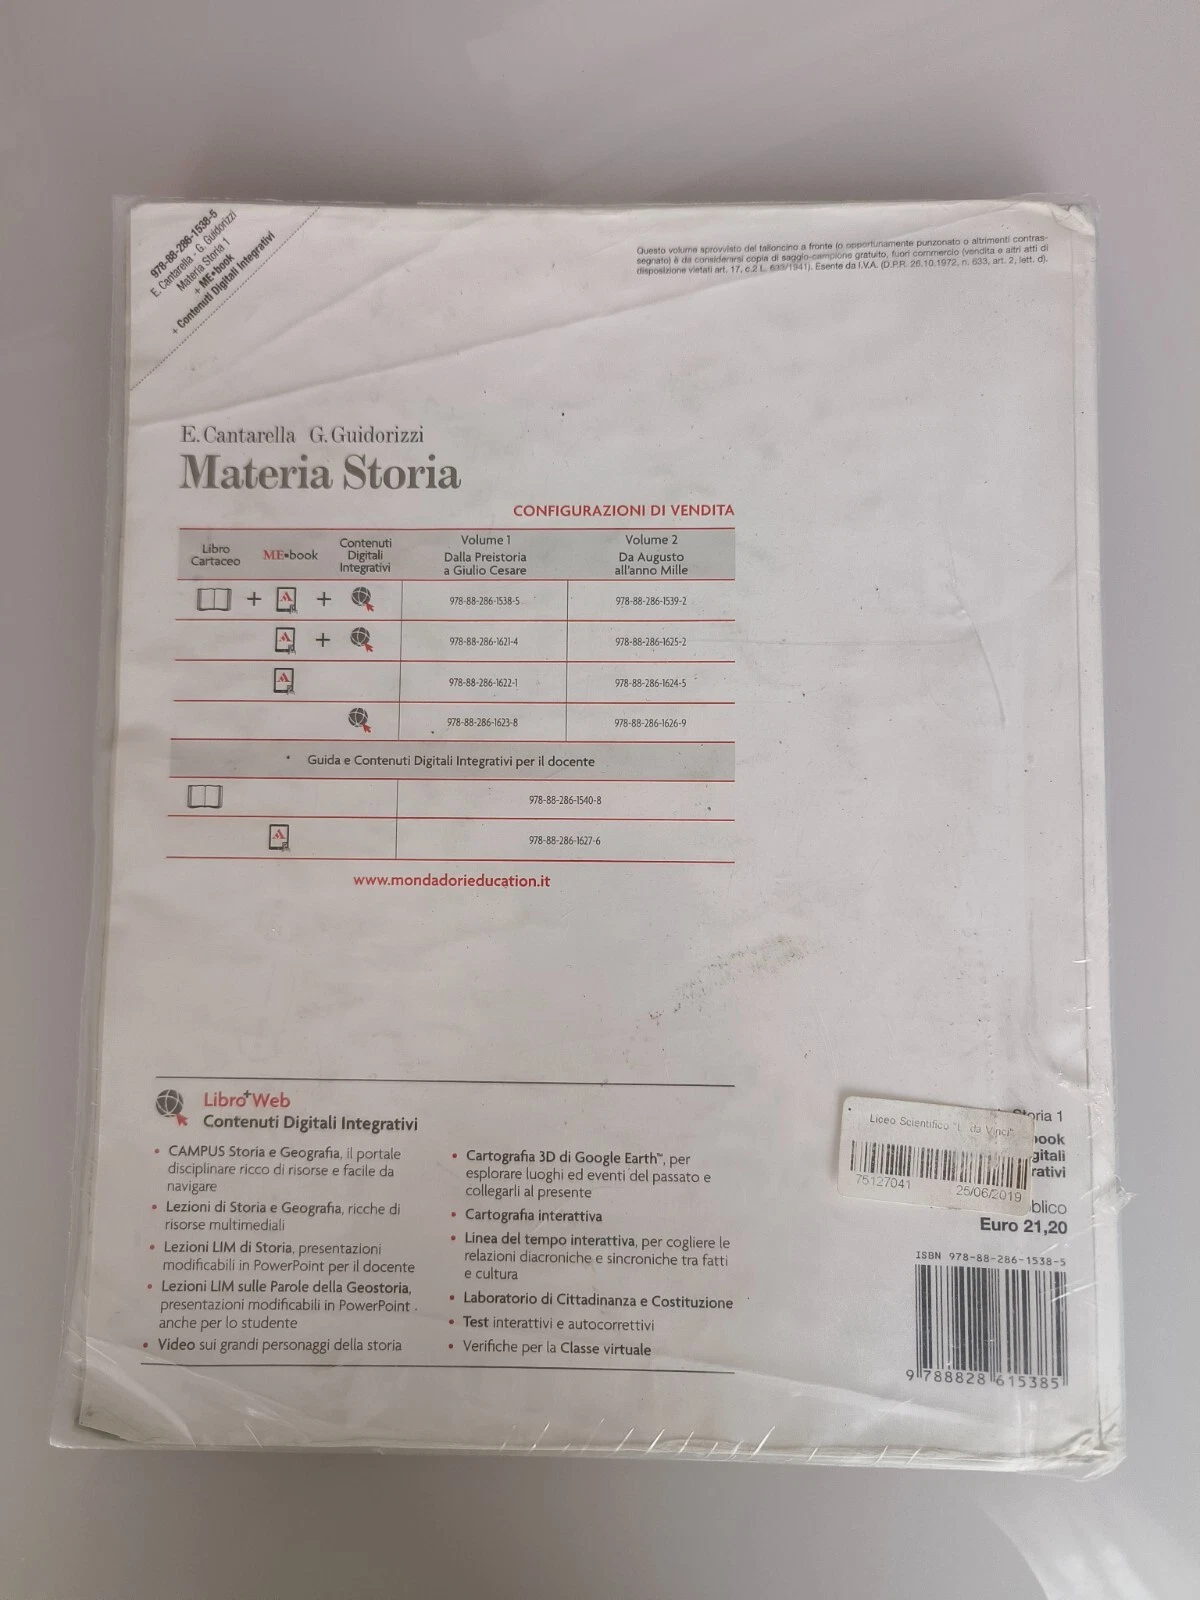 978-88-286-1538-5
E. Cantarella - G. Guidorizzi
Materia Storia 1
+ ME•book
+ Contenuti Digitali Integrativi
Questo volume sprovvisto del talloncino a fronte (o opportunamente punzonato o altrimenti contras-
segnato) è da considerarsi copia di saggio-campione gratuito, fuori commercio (vendita e altri atti di
disposizione vietati art. 17, c.2 L. 633/1941). Esente da I.V.A. (D.P.R. 26.10.1972, n. 633, art. 2, lett. d).
E. Cantarella G. Guidorizzi
Materia Storia
CONFIGURAZIONI DI VENDITA
Libro
Cartaceo
ME•book
Contenuti
Digitali
Integrativi
Volume 1
Dalla Preistoria
a Giulio Cesare
Volume 2
Da Augusto
all'anno Mille
+ + 978-88-286-1538-5 978-88-286-1539-2
+ 978-88-286-1621-4 978-88-286-1625-2
978-88-286-1622-1 978-88-286-1624-5
978-88-286-1623-8 978-88-286-1626-9
Guida e Contenuti Digitali Integrativi per il docente
978-88-286-1540-8
978-88-286-1627-6
www.mondadorieducation.it
Libro+Web
Contenuti Digitali Integrativi
• CAMPUS Storia e Geografia, il portale
disciplinare ricco di risorse e facile da
navigare
• Lezioni di Storia e Geografia, ricche di
risorse multimediali
• Lezioni LIM di Storia, presentazioni
modificabili in PowerPoint per il docente
• Lezioni LIM sulle Parole della Geostoria,
presentazioni modificabili in PowerPoint
anche per lo studente
• Video sui grandi personaggi della storia
• Cartografia 3D di Google Earth™, per
esplorare luoghi ed eventi del passato e
collegarli al presente
• Cartografia interattiva
• Linea del tempo interattiva, per cogliere le
relazioni diacroniche e sincroniche tra fatti
e cultura
• Laboratorio di Cittadinanza e Costituzione
• Test interattivi e autocorrettivi
• Verifiche per la Classe virtuale
Storia 1
book
gitali
rativi
Liceo Scientifico "L. da Vinci"
75127041 25/06/2019
blico
Euro 21,20
ISBN 978-88-286-1538-5
9 788828 615385